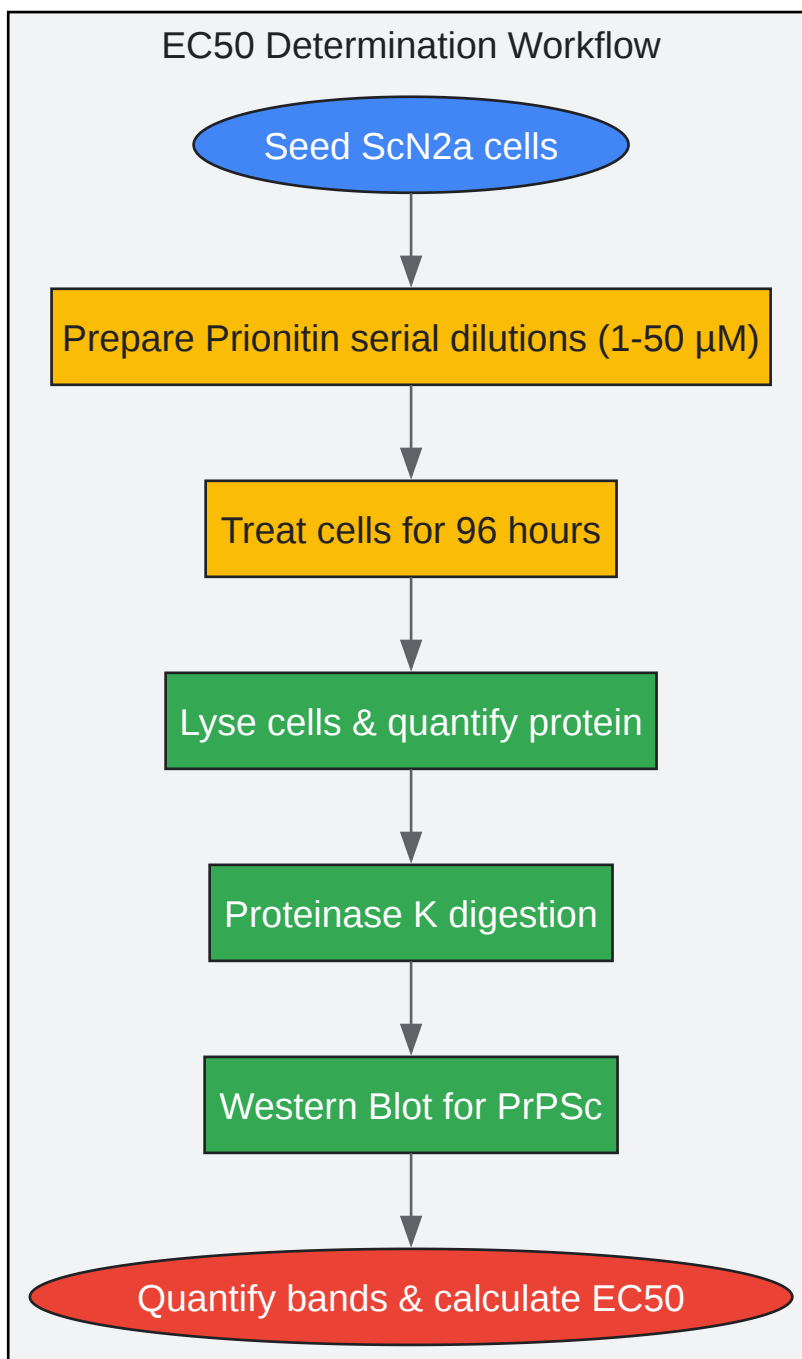 EC50 Determination Workflow
Seed ScN2a cells
Prepare Prionitin serial dilutions (1-50 µM)
Treat cells for 96 hours
Lyse cells & quantify protein
Proteinase K digestion
Western Blot for PrPSc
Quantify bands & calculate EC50